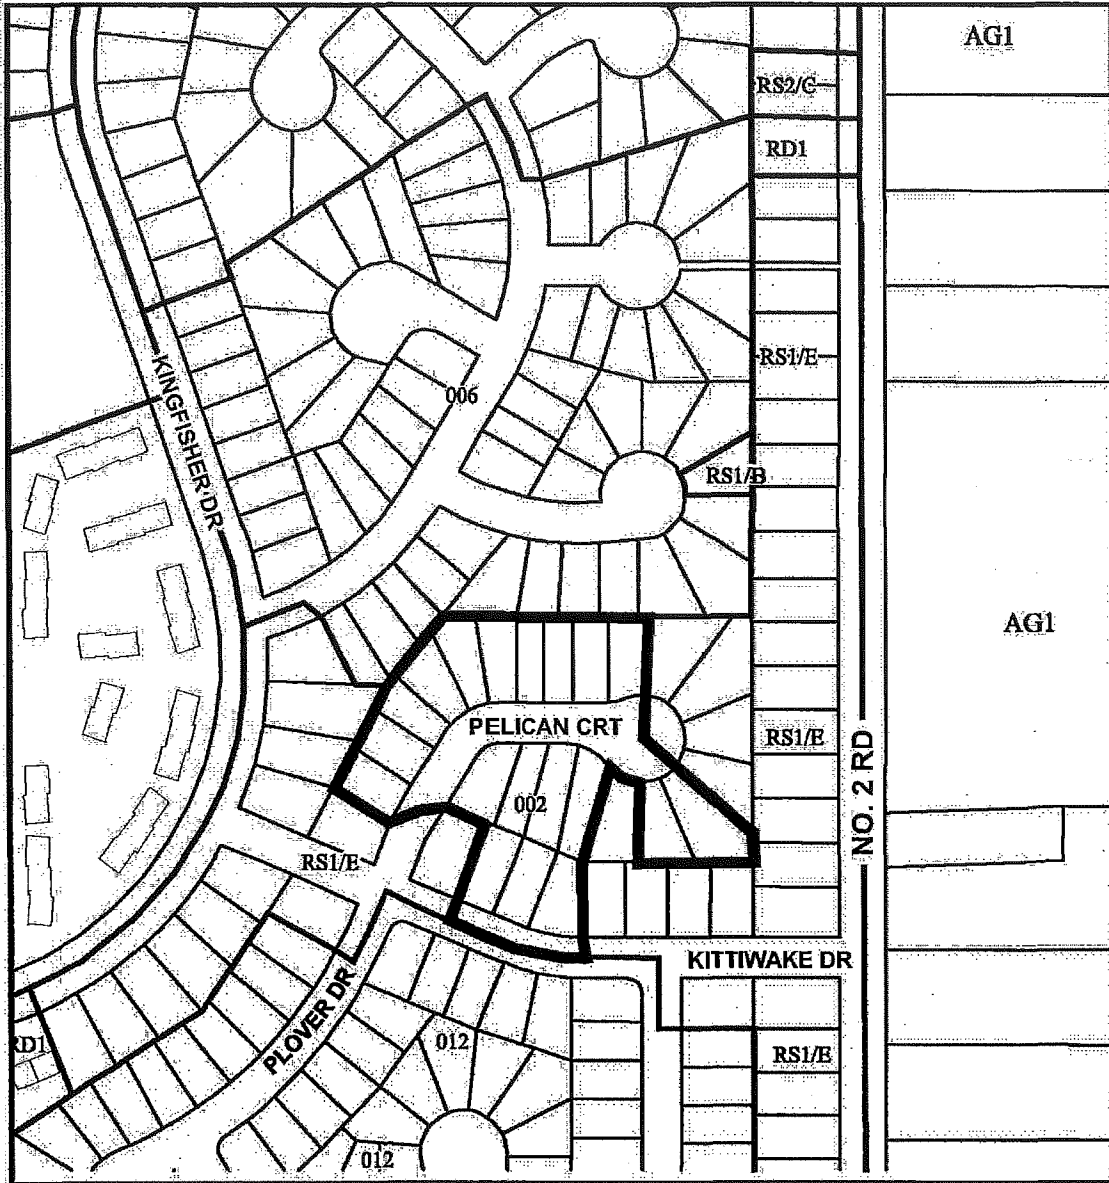 AG1
RS2/C
RD1
RS1/E
KINGFISHER DR
006
RS1/B
AG1
PELICAN CRT
RS1/E
NO. 2 RD
002
RS1/E
KITTIWAKE DR
PLOVER DR
012
RD1
RS1/E
012